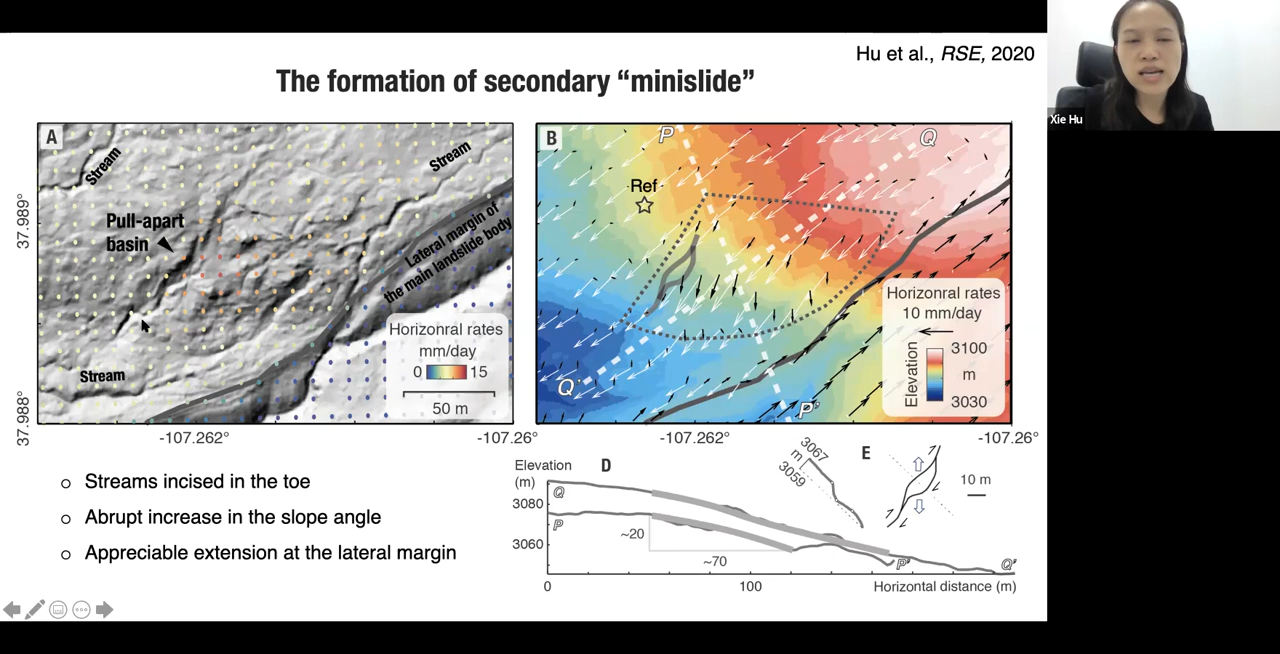 Hu et al., RSE, 2020
The formation of secondary “minislide”
Xie Hu
A
Stream
Stream
Pull-apart
basin
Lateral margin of
the main landslide body
Stream
Horizonral rates
mm/day
0 15
50 m
37.989°
37.988°
-107.262°
-107.26°
B
P
Q
Ref
Q'
P'
Horizonral rates
10 mm/day
Elevation
3100
m
3030
-107.262°
-107.26°
Streams incised in the toe
Abrupt increase in the slope angle
Appreciable extension at the lateral margin
Elevation
(m)
D
Q
3080
P
3060
~20
~70
P'
Q'
0
100
Horizontal distance (m)
3067
m
3059
E
10 m